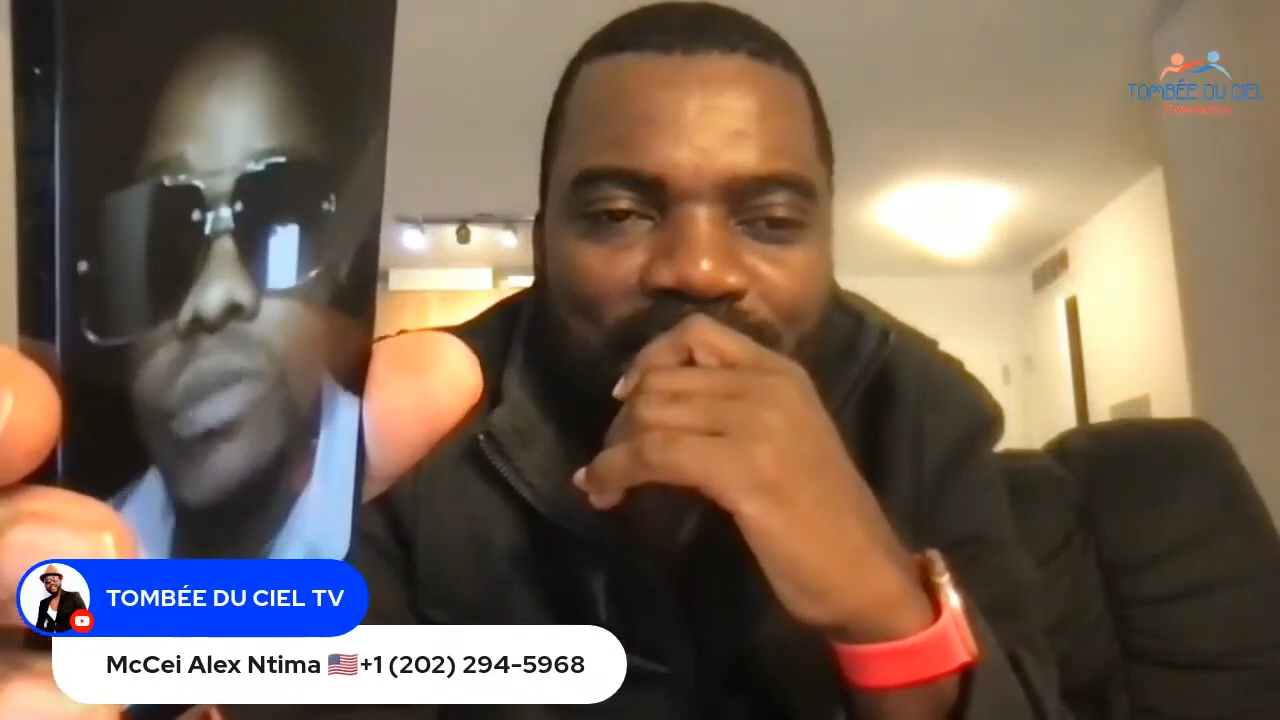 TOMBÉE DU CIEL
TOMBÉE DU CIEL TV
McCei Alex Ntima 🇺🇸+1 (202) 294-5968